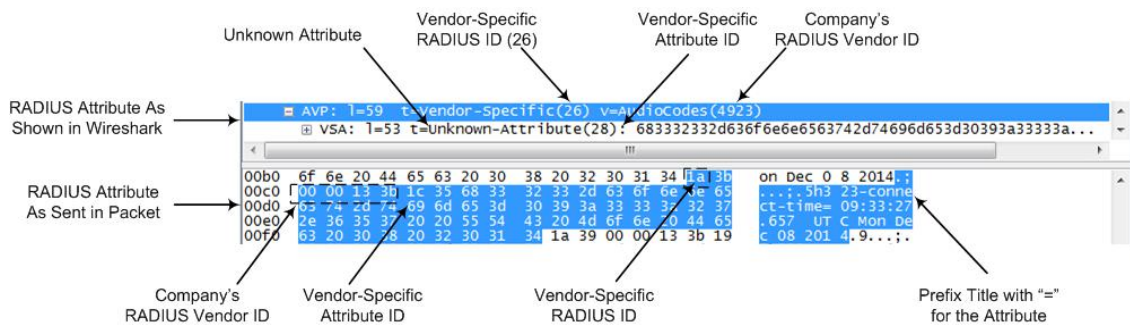 Unknown Attribute
Vendor-Specific
RADIUS ID (26)
Vendor-Specific
Attribute ID
Company's
RADIUS Vendor ID
RADIUS Attribute As
Shown in Wireshark
AVP: l=59 t=Vendor-Specific(26) v=AudioCodes(4923)
VSA: l=53 t=Unknown-Attribute(28): 683332332d636f6e6e6563742d74696d653d30393a33333a...
RADIUS Attribute
As Sent in Packet
00b0 6f 6e 20 44 65 63 20 30 38 20 32 30 31 34 1a 3b on Dec 0 8 2014.;
00c0 00 00 13 3b 1c 35 68 33 32 33 2d 63 6f 6e 6e 65 ...;.5h3 23-conne
00d0 63 74 2d 74 69 6d 65 3d 30 39 3a 33 33 3a 32 37 ct-time= 09:33:27
00e0 2e 36 35 37 20 20 55 54 43 20 4d 6f 6e 20 44 65 .657 UT C Mon De
00f0 63 20 30 38 20 32 30 31 34 1a 39 00 00 13 3b 19 c 08 201 4.9...;.
Company's
RADIUS Vendor ID
Vendor-Specific
Attribute ID
Vendor-Specific
RADIUS ID
Prefix Title with “=”
for the Attribute